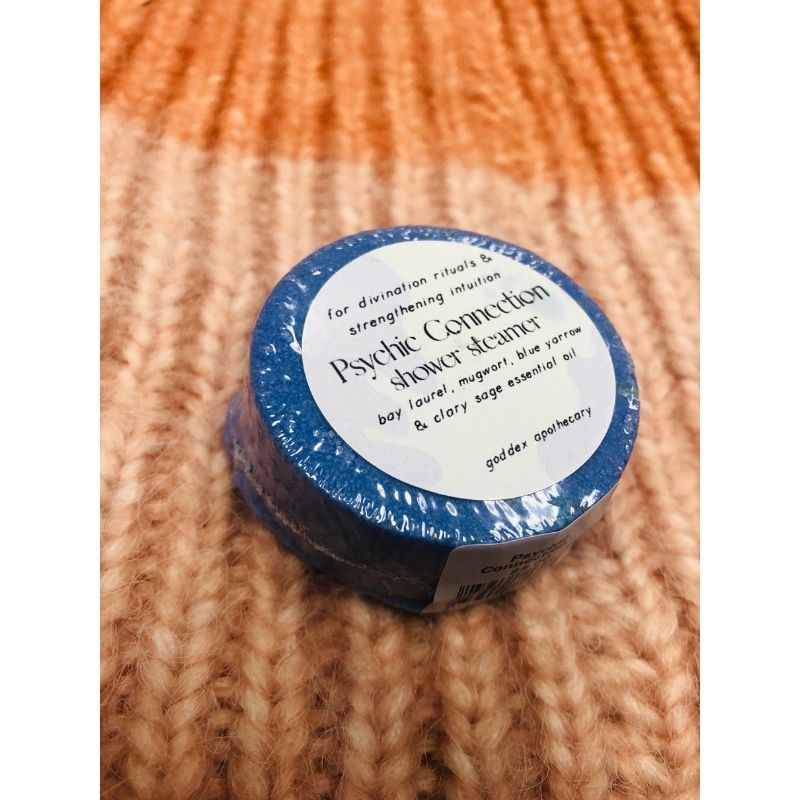 for divination rituals &
strengthening intuition
Psychic Connection
shower steamer
bay laurel, mugwort, blue yarrow
& clary sage essential oil
goddex apothecary
Psychic